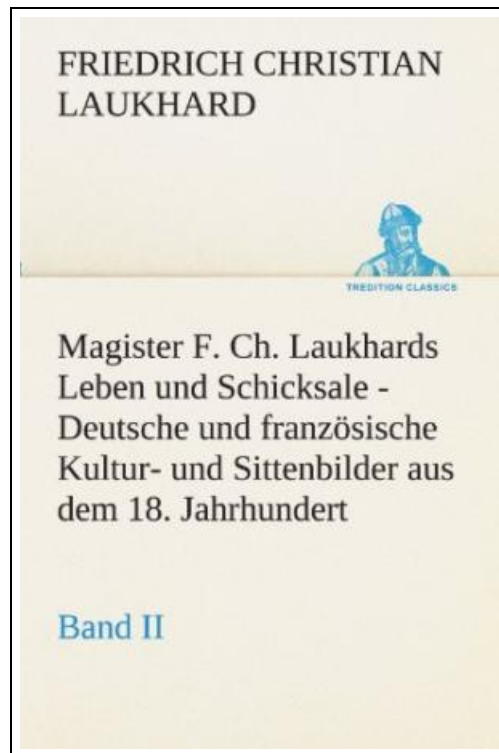 FRIEDRICH CHRISTIAN
LAUKHARD
TREDITION CLASSICS
Magister F. Ch. Laukhards
Leben und Schicksale -
Deutsche und französische
Kultur- und Sittenbilder aus
dem 18. Jahrhundert
Band II